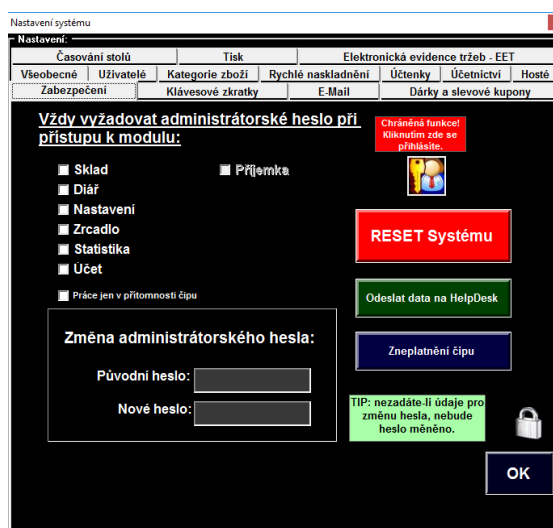 Nastavení systému
Nastavení:
Časování stolů Tisk Elektronická evidence tržeb - EET
Všeobecné Uživatelé Kategorie zboží Rychlé naskladnění Účtenky Účetnictví Hosté
Zabezpečení Klávesové zkratky E-Mail Dárky a slevové kupony
Vždy vyžadovat administrátorské heslo při
přístupu k modulu:
Chráněná funkce!
Kliknutím zde se
přihlásíte.
Sklad Příjemka
Diář
Nastavení
Zrcadlo
Statistika
Účet
Práce jen v přítomnosti čipu
RESET Systému
Odeslat data na HelpDesk
Zneplatnění čipu
Změna administrátorského hesla:
Původní heslo:
Nové heslo:
TIP: nezadáte-li údaje pro
změnu hesla, nebude
heslo měněno.
OK